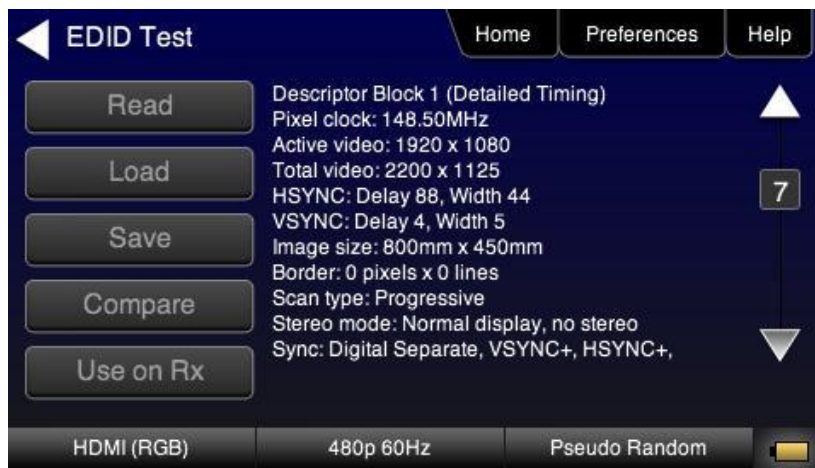 EDID Test
Home
Preferences
Help
Read
Load
Save
Compare
Use on Rx
Descriptor Block 1 (Detailed Timing)
Pixel clock: 148.50MHz
Active video: 1920 x 1080
Total video: 2200 x 1125
HSYNC: Delay 88, Width 44
VSYNC: Delay 4, Width 5
Image size: 800mm x 450mm
Border: 0 pixels x 0 lines
Scan type: Progressive
Stereo mode: Normal display, no stereo
Sync: Digital Separate, VSYNC+, HSYNC+,
7
HDMI (RGB)
480p 60Hz
Pseudo Random